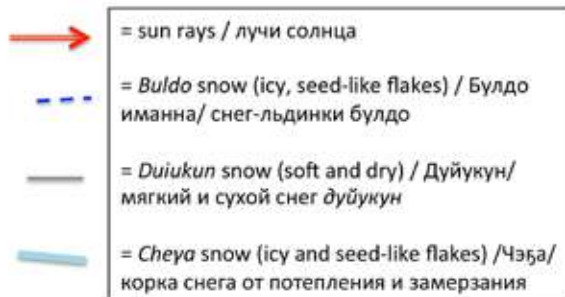 = sun rays / лучи солнца
= Buldo snow (icy, seed-like flakes) / Булдо
иманна/ снег-льдинки булдо
= Duiukun snow (soft and dry) / Дуйукун/
мягкий и сухой снег дуйукун
= Cheγa snow (icy and seed-like flakes) /Чэҕа/
корка снега от потепления и замерзания